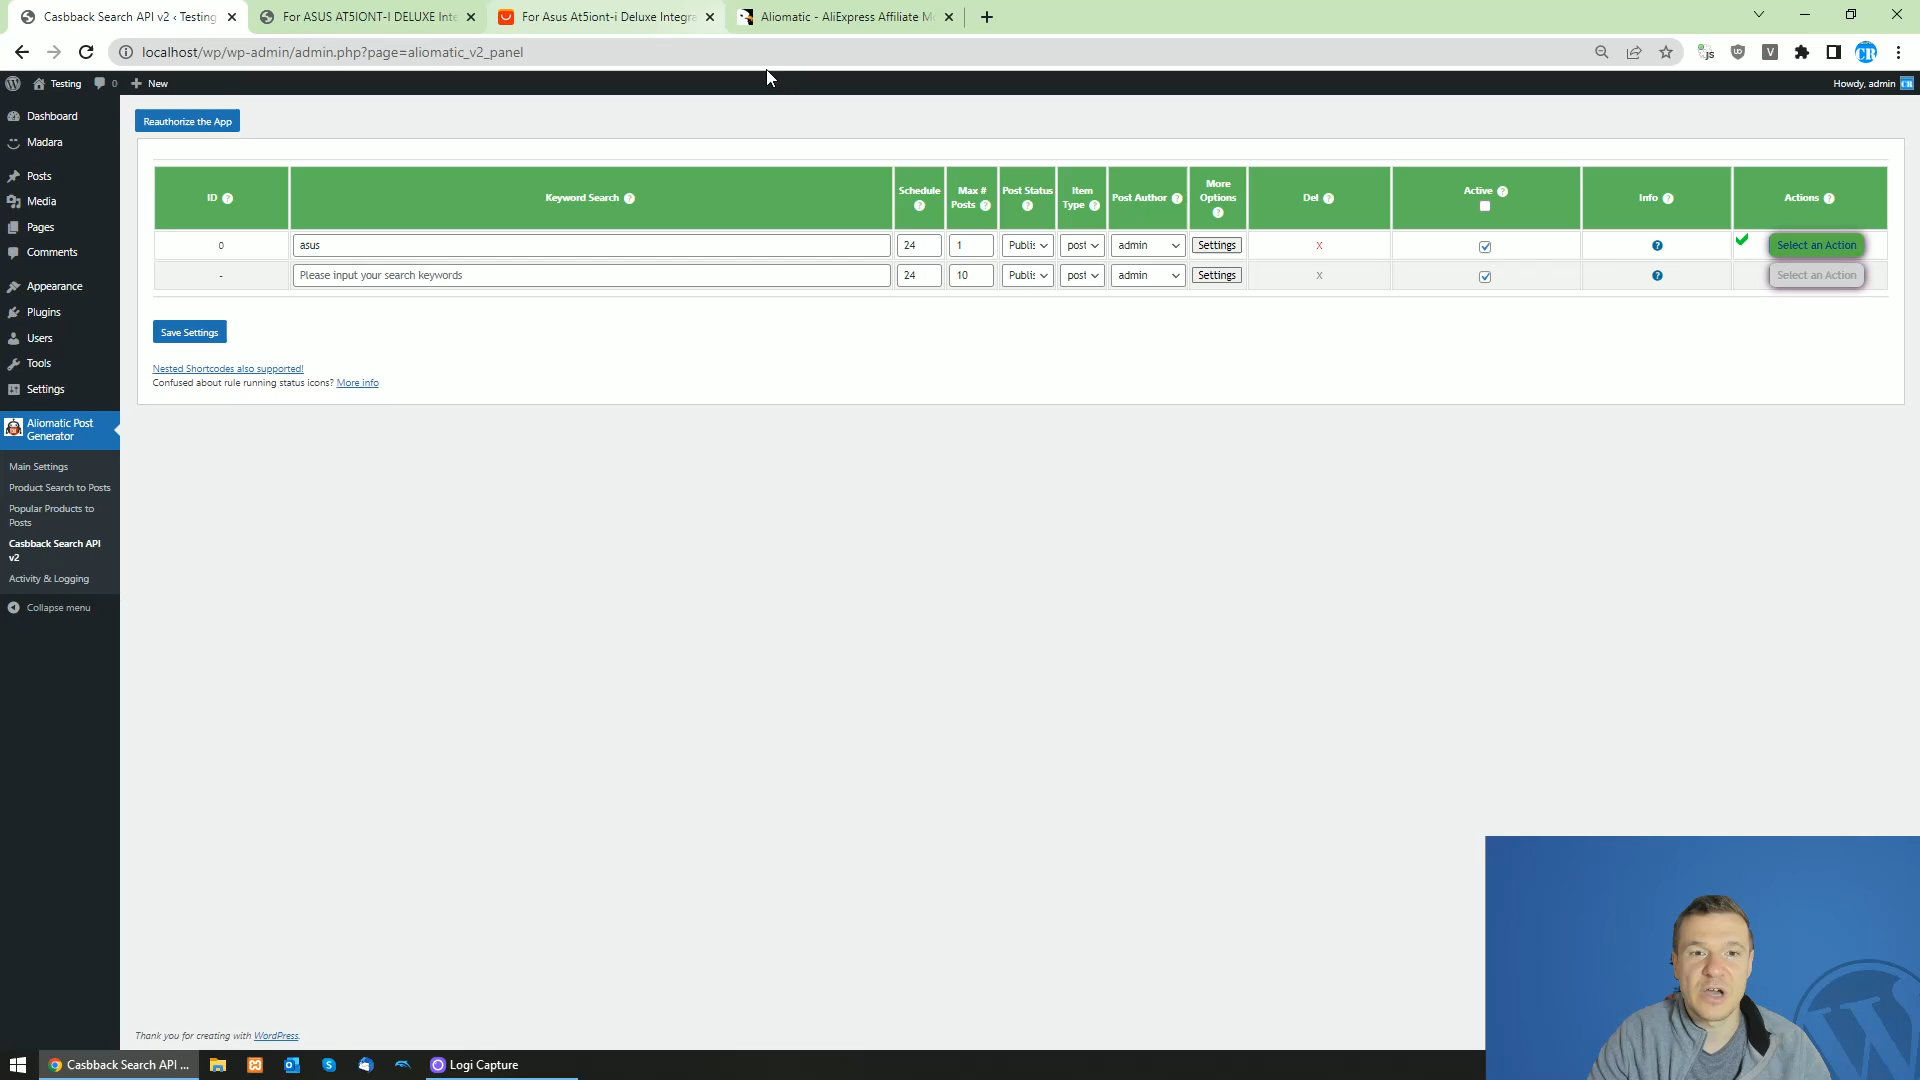 Casbback Search API v2 ‹ Testing
For ASUS AT5IONT-I DELUXE Inte
For Asus At5iont-i Deluxe Integra
Aliomatic - AliExpress Affiliate Mo
localhost/wp/wp-admin/admin.php?page=aliomatic_v2_panel
Testing
0
New
Howdy, admin
Dashboard
Madara
Posts
Media
Pages
Comments
Appearance
Plugins
Users
Tools
Settings
Aliomatic Post
Generator
Main Settings
Product Search to Posts
Popular Products to
Posts
Casbback Search API
v2
Activity & Logging
Collapse menu
Reauthorize the App
ID
Keyword Search
Schedule
Max #
Posts
Post Status
Item
Type
Post Author
More
Options
Del
Active
Info
Actions
0
asus
24
1
Publis
post
admin
Settings
X
Select an Action
-
Please input your search keywords
24
10
Publis
post
admin
Settings
X
Select an Action
Save Settings
Nested Shortcodes also supported!
Confused about rule running status icons? More info
Thank you for creating with WordPress.
Casbback Search API ...
Logi Capture